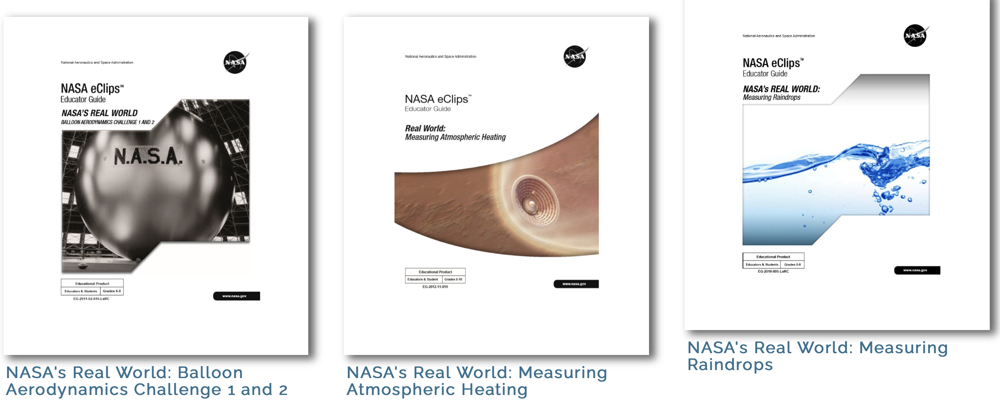 National Aeronautics and Space Administration
NASA
NASA eClips™
Educator Guide
NASA'S REAL WORLD
BALLOON AERODYNAMICS CHALLENGE 1 AND 2
N.A.S.A.
Educational Product
Educators & Students Grades 6-8
EG-2011-02-016-LaRC
www.nasa.gov
NASA's Real World: Balloon
Aerodynamics Challenge 1 and 2
National Aeronautics and Space Administration
NASA
NASA eClips™
Educator Guide
Real World:
Measuring Atmospheric Heating
Educational Product
Educators & Student Grades 8-10
EG-2012-11-019
www.nasa.gov
NASA's Real World: Measuring
Atmospheric Heating
National Aeronautics and Space Administration
NASA
NASA eClips™
Educator Guide
NASA's REAL WORLD:
Measuring Raindrops
Educational Product
Educators & Students Grades 6-8
EG-2010-005-LaRC
www.nasa.gov
NASA's Real World: Measuring
Raindrops